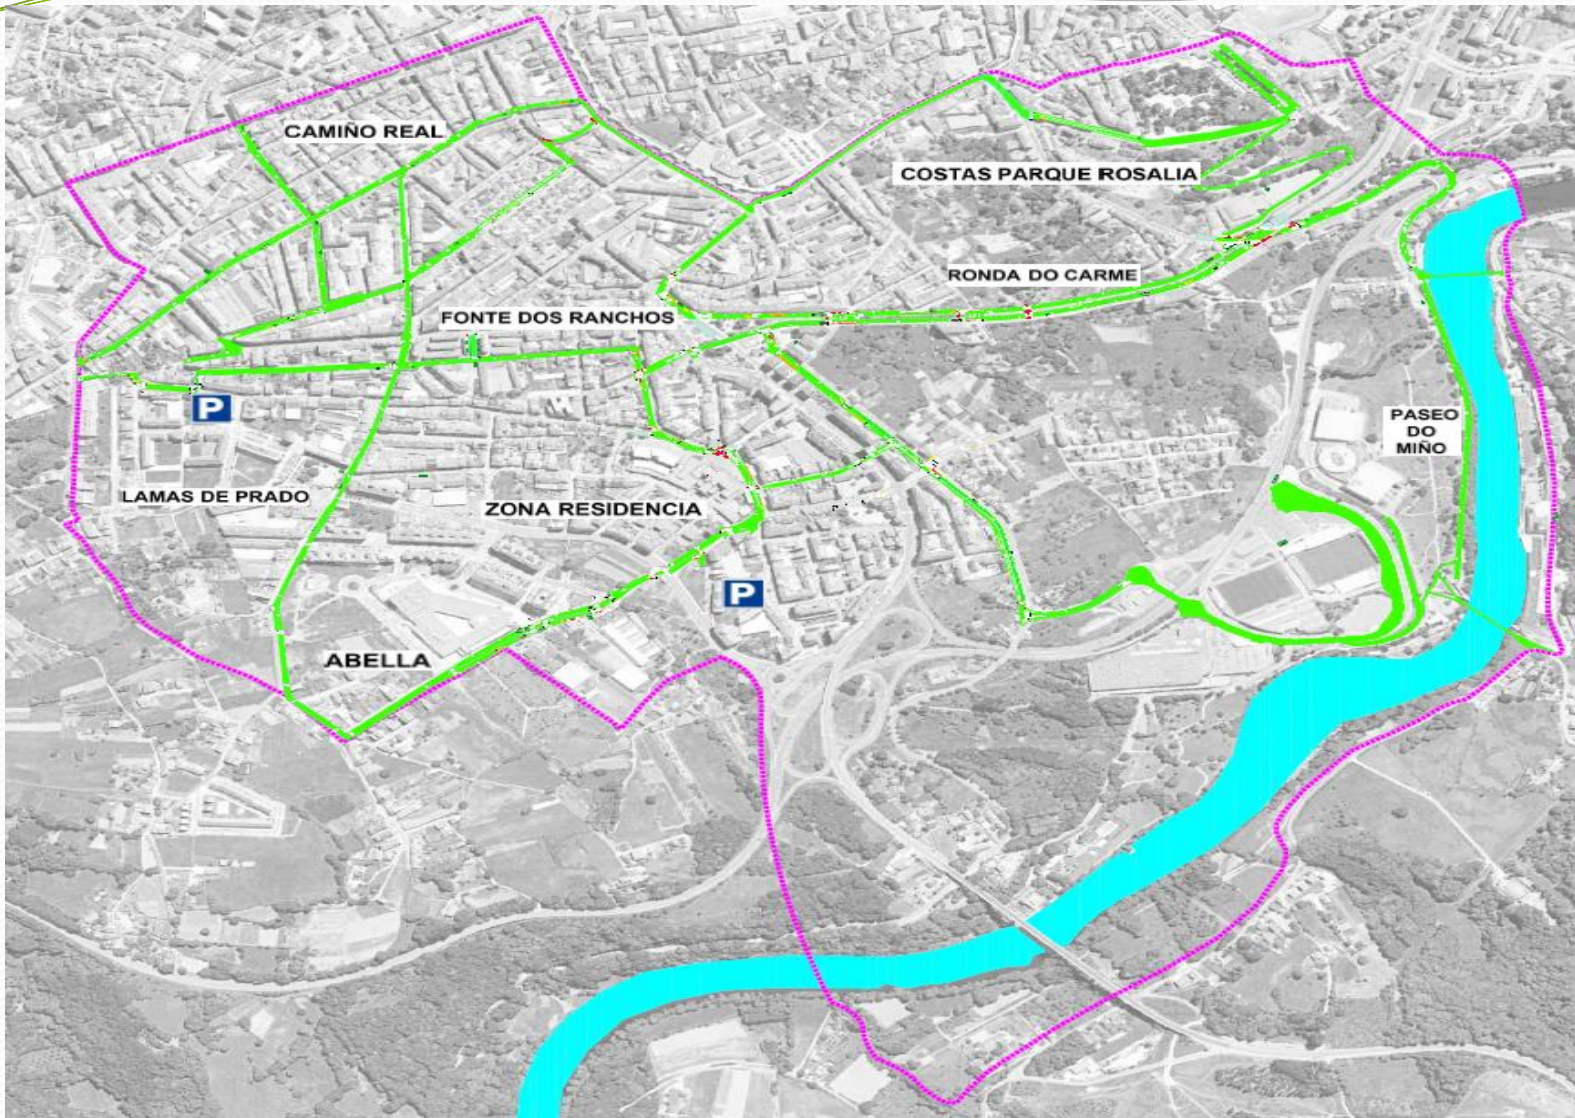 CAMIÑO REAL
COSTAS PARQUE ROSALIA
RONDA DO CARME
FONTE DOS RANCHOS
P
PASEO
DO
MIÑO
LAMAS DE PRADO
ZONA RESIDENCIA
P
ABELLA